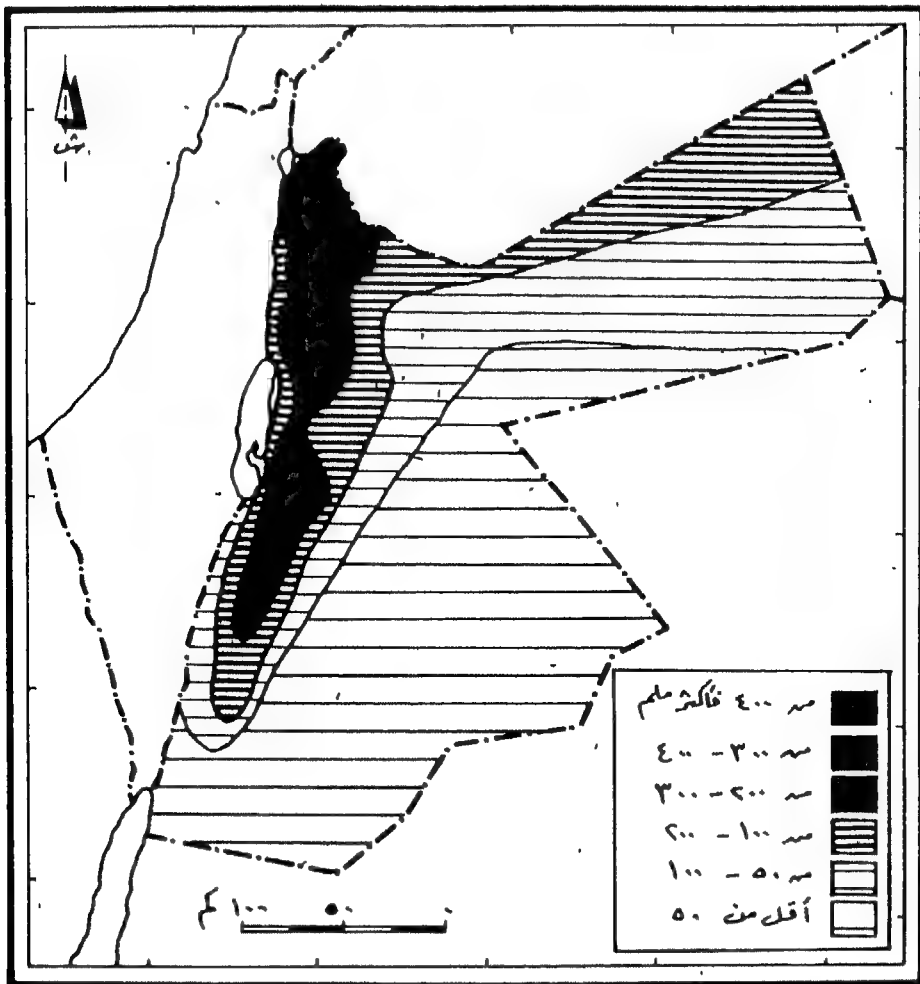 ش
من ٤٠٠ فأكثر ملم
من ٣٠٠ - ٤٠٠
من ٢٠٠ - ٣٠٠
من ١٠٠ - ٢٠٠
من ٥٠ - ١٠٠
أقل من ٥٠
٠ ٥٠ ١٠٠ كم